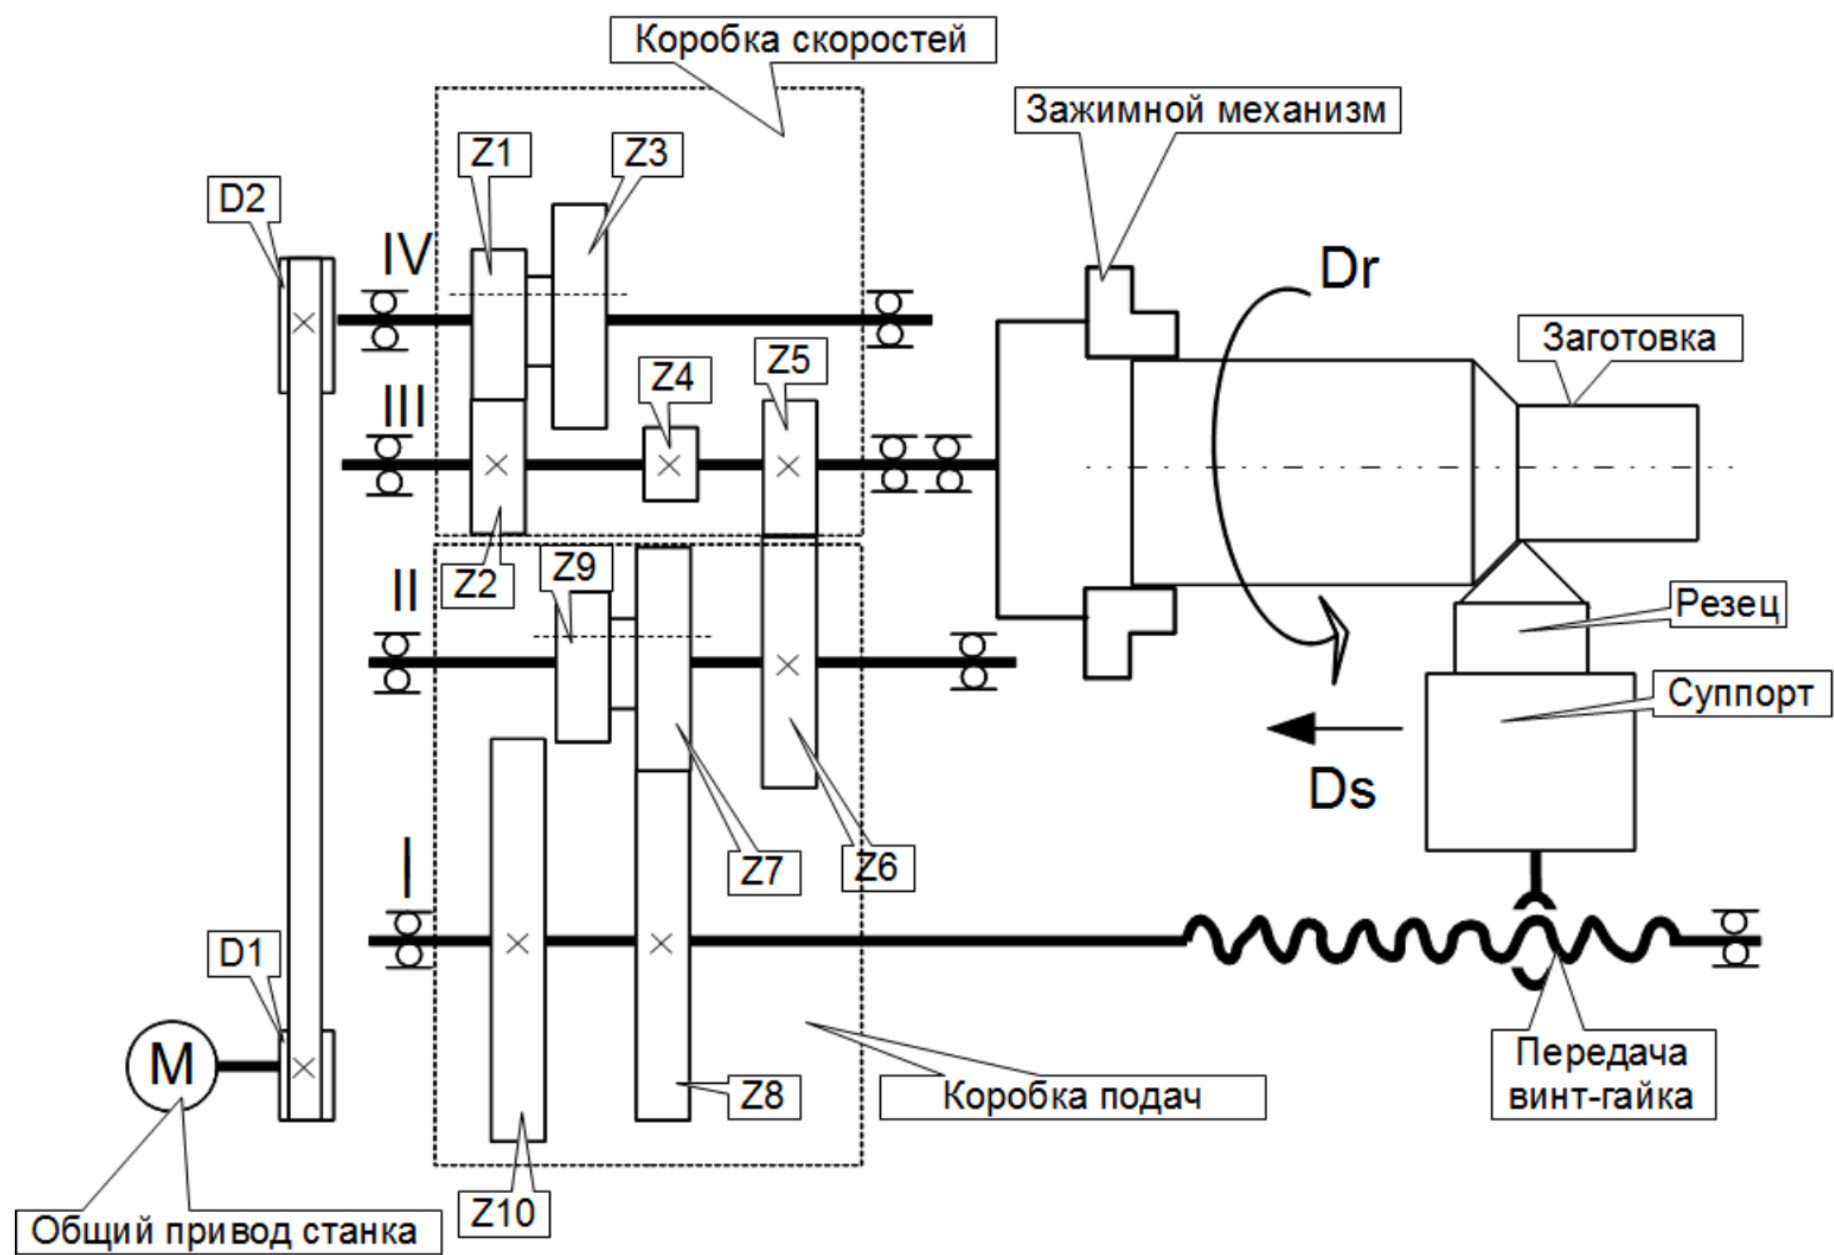 Коробка скоростей
Зажимной механизм
Z1
Z3
D2
IV
Dr
Заготовка
Z4
Z5
III
Z2
Z9
II
Резец
Суппорт
Ds
Z7
Z6
I
D1
M
Z8
Коробка подач
Передача
винт-гайка
Z10
Общий привод станка